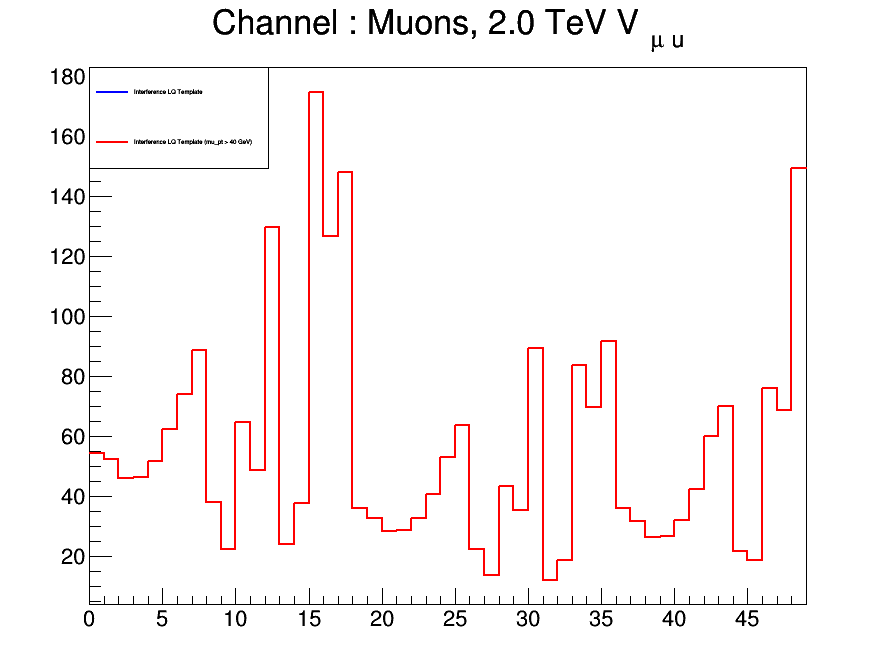 Channel : Muons, 2.0 TeV V μ u
180
Interference LQ Template
160
Interference LQ Template (mu_pt > 40 GeV)
140
120
100
80
60
40
20
0 5 10 15 20 25 30 35 40 45